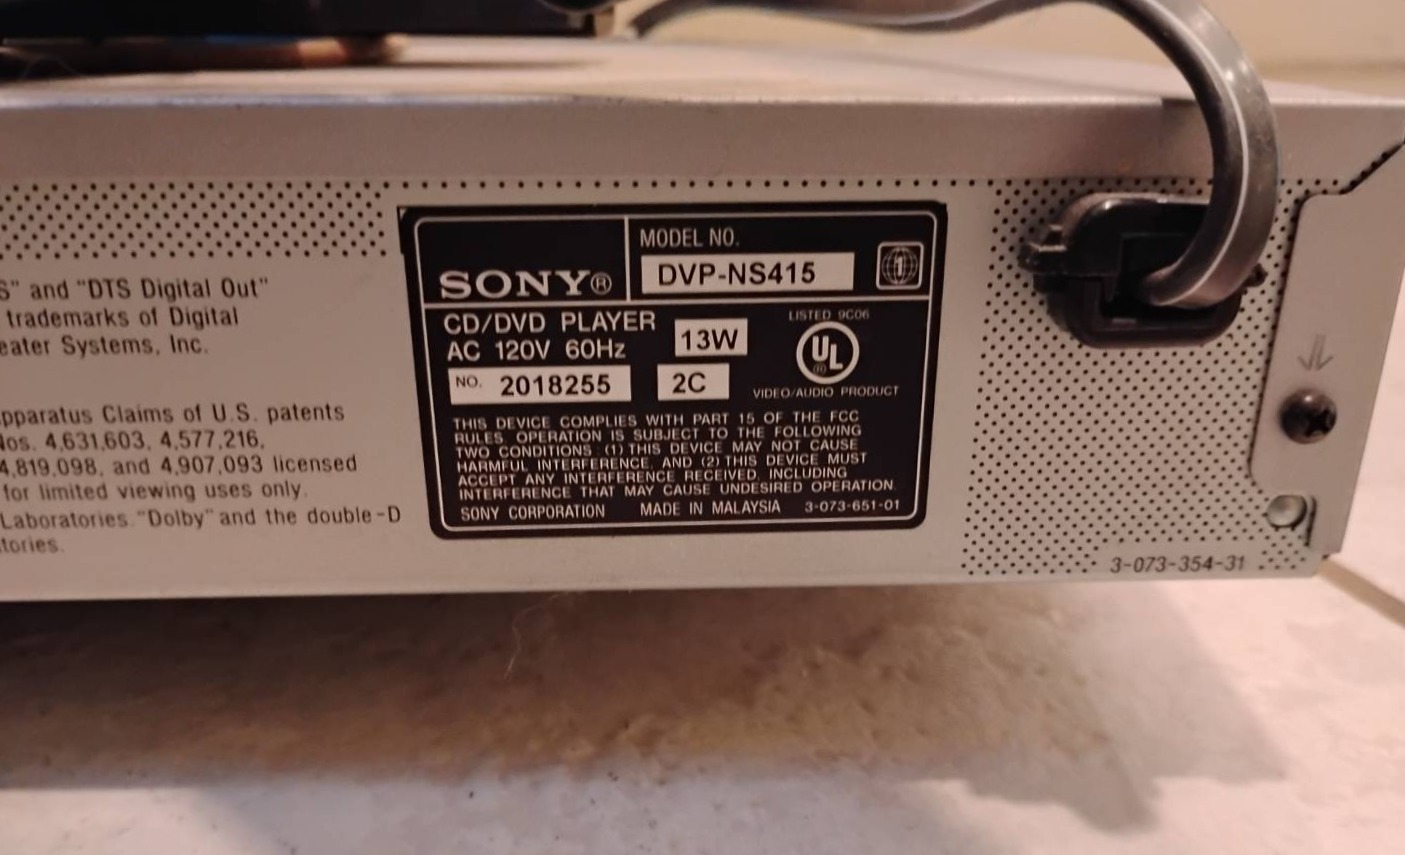 S" and "DTS Digital Out"
trademarks of Digital
eater Systems, Inc.
pparatus Claims of U.S. patents
Nos. 4,631,603, 4,577,216,
4,819,098, and 4,907,093 licensed
for limited viewing uses only.
Laboratories. "Dolby" and the double-D
tories.
SONY®
MODEL NO.
DVP-NS415
1
CD/DVD PLAYER
AC 120V 60Hz
13W
NO. 2018255
2C
LISTED 9C06
UL ®
VIDEO/AUDIO PRODUCT
THIS DEVICE COMPLIES WITH PART 15 OF THE FCC
RULES. OPERATION IS SUBJECT TO THE FOLLOWING
TWO CONDITIONS: (1) THIS DEVICE MAY NOT CAUSE
HARMFUL INTERFERENCE, AND (2) THIS DEVICE MUST
ACCEPT ANY INTERFERENCE RECEIVED, INCLUDING
INTERFERENCE THAT MAY CAUSE UNDESIRED OPERATION.
SONY CORPORATION MADE IN MALAYSIA 3-073-651-01
3-073-354-31